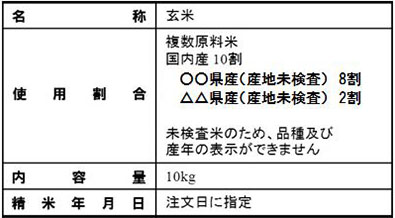 名称 玄米
使用割合 複数原料米
国内産 10割
〇〇県産(産地未検査) 8割
△△県産(産地未検査) 2割
未検査米のため、品種及び
産年の表示ができません
内容量 10kg
精米年月日 注文日に指定